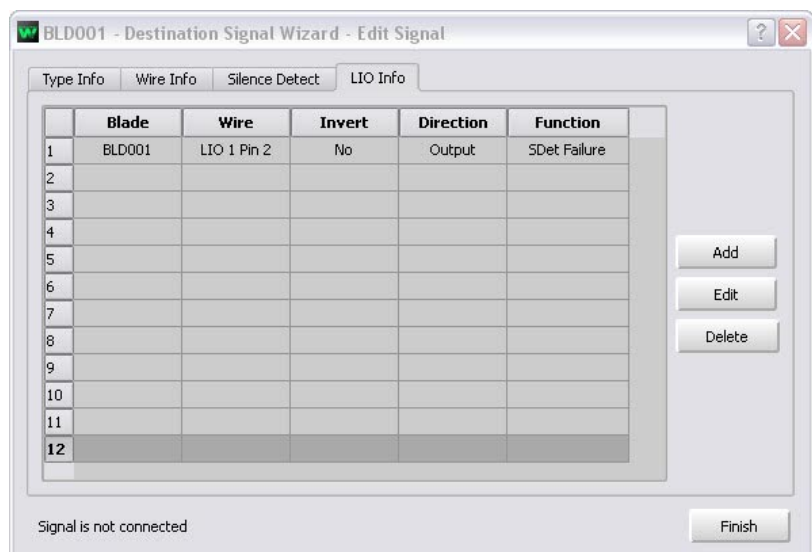 BLD001 - Destination Signal Wizard - Edit Signal
Type Info Wire Info Silence Detect LIO Info
Blade Wire Invert Direction Function
1 BLD001 LIO 1 Pin 2 No Output SDet Failure
2
3
4
5
6
7
8
9
10
11
12
Add
Edit
Delete
Signal is not connected
Finish